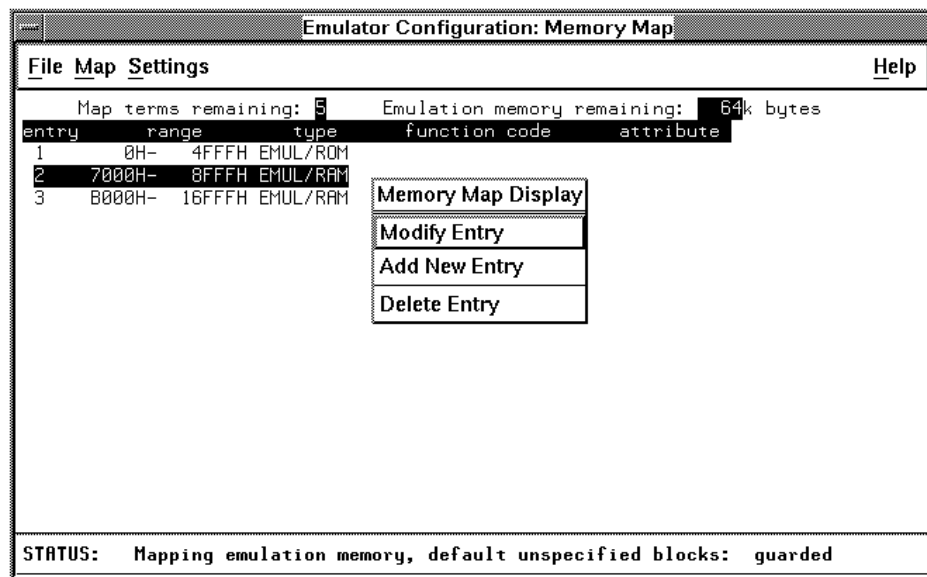 Emulator Configuration: Memory Map
File Map Settings Help
Map terms remaining: 5 Emulation memory remaining: 64k bytes
entry range type function code attribute
1 0H- 4FFFH EMUL/ROM
2 7000H- 8FFFH EMUL/RAM
3 B000H- 16FFFH EMUL/RAM
Memory Map Display
Modify Entry
Add New Entry
Delete Entry
STATUS: Mapping emulation memory, default unspecified blocks: guarded